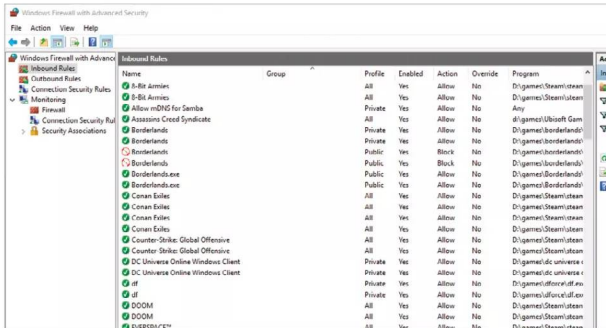 Windows Firewall with Advanced Security
File Action View Help
Windows Firewall with Advance
Inbound Rules
Outbound Rules
Connection Security Rules
Monitoring
Firewall
Connection Security Rul
Security Associations
Inbound Rules
Name Group Profile Enabled Action Override Program
8-Bit Armies All Yes Allow No D:\games\Steam\steam
8-Bit Armies All Yes Allow No D:\games\Steam\steam
Allow mDNS for Samba Private Yes Allow No Any
Assassins Creed Syndicate All Yes Allow No d:\games\Ubisoft Gam
Borderlands Private Yes Allow No D:\games\borderlands\
Borderlands Private Yes Allow No D:\games\borderlands\
Borderlands Public Yes Block No D:\games\Borderlands\
Borderlands Public Yes Block No D:\games\Borderlands\
Borderlands.exe Public Yes Allow No D:\games\Borderlands\
Borderlands.exe Public Yes Allow No D:\games\Borderlands\
Conan Exiles All Yes Allow No D:\games\Steam\steam
Conan Exiles All Yes Allow No D:\games\Steam\steam
Conan Exiles All Yes Allow No D:\games\Steam\steam
Conan Exiles All Yes Allow No D:\games\Steam\steam
Counter-Strike: Global Offensive All Yes Allow No D:\games\Steam\steam
Counter-Strike: Global Offensive All Yes Allow No D:\games\Steam\steam
DC Universe Online Windows Client Private Yes Allow No D:\games\dc universe
DC Universe Online Windows Client Private Yes Allow No D:\games\dc universe
df Private Yes Allow No D:\games\dforce\df.exe
df Private Yes Allow No D:\games\dforce\df.exe
DOOM All Yes Allow No D:\games\Steam\steam
DOOM All Yes Allow No D:\games\Steam\steam
EVERSPACE™ All Yes Allow No D:\games\Steam\steam
Ac
In